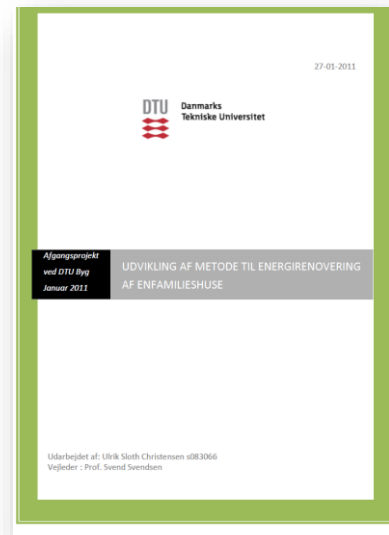 27-01-2011
DTU
Danmarks
Tekniske Universitet
Afgangsprojekt
ved DTU Byg
Januar 2011
UDVIKLING AF METODE TIL ENERGIRENOVERING
AF ENFAMILIESHUSE
Udarbejdet af: Ulrik Sloth Christensen s083066
Vejleder : Prof. Svend Svendsen